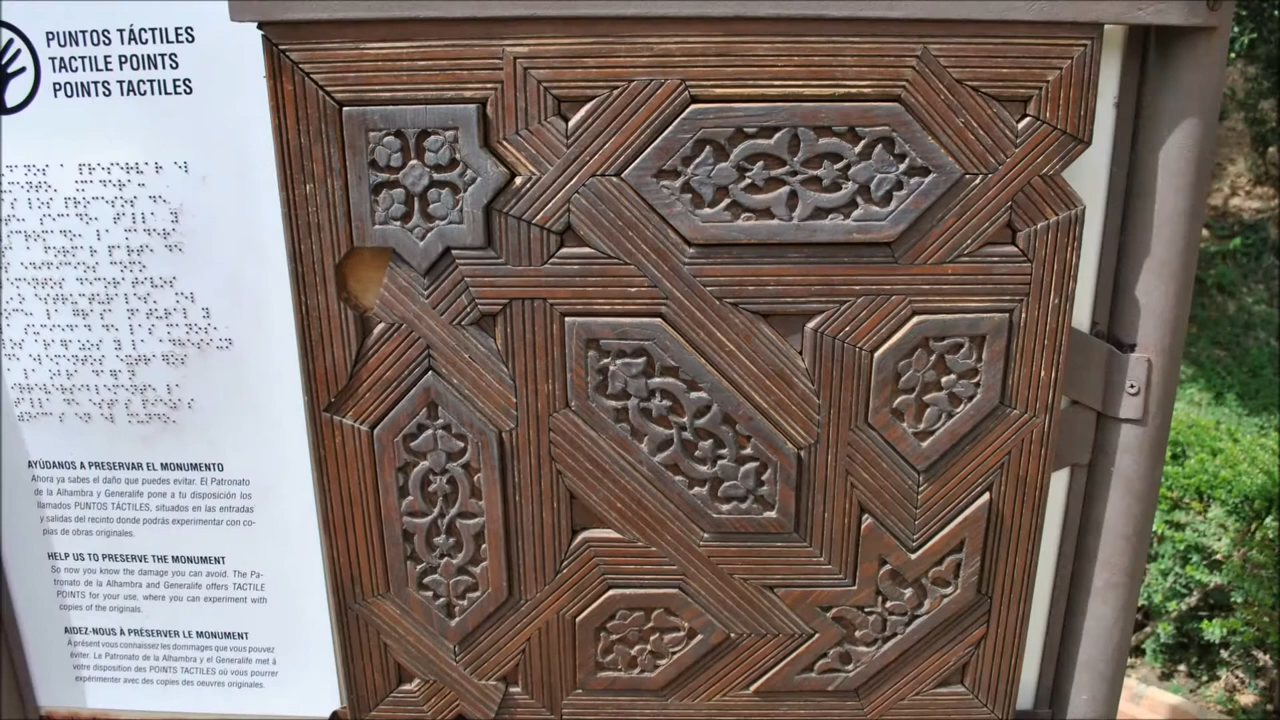 PUNTOS TÁCTILES
TACTILE POINTS
POINTS TACTILES
AYÚDANOS A PRESERVAR EL MONUMENTO
Ahora ya sabes el daño que puedes evitar. El Patronato
de la Alhambra y Generalife pone a tu disposición los
llamados PUNTOS TÁCTILES, situados en las entradas
y salidas del recinto donde podrás experimentar con co-
pias de obras originales.
HELP US TO PRESERVE THE MONUMENT
So now you know the damage you can avoid. The Pa-
tronato de la Alhambra and Generalife offers TACTILE
POINTS for your use, where you can experiment with
copies of the originals.
AIDEZ-NOUS À PRÉSERVER LE MONUMENT
À présent vous connaissez les dommages que vous pouvez
éviter. Le Patronato de la Alhambra y el Generalife met à
votre disposition des POINTS TACTILES où vous pourrer
expérimenter avec des copies des oeuvres originales.